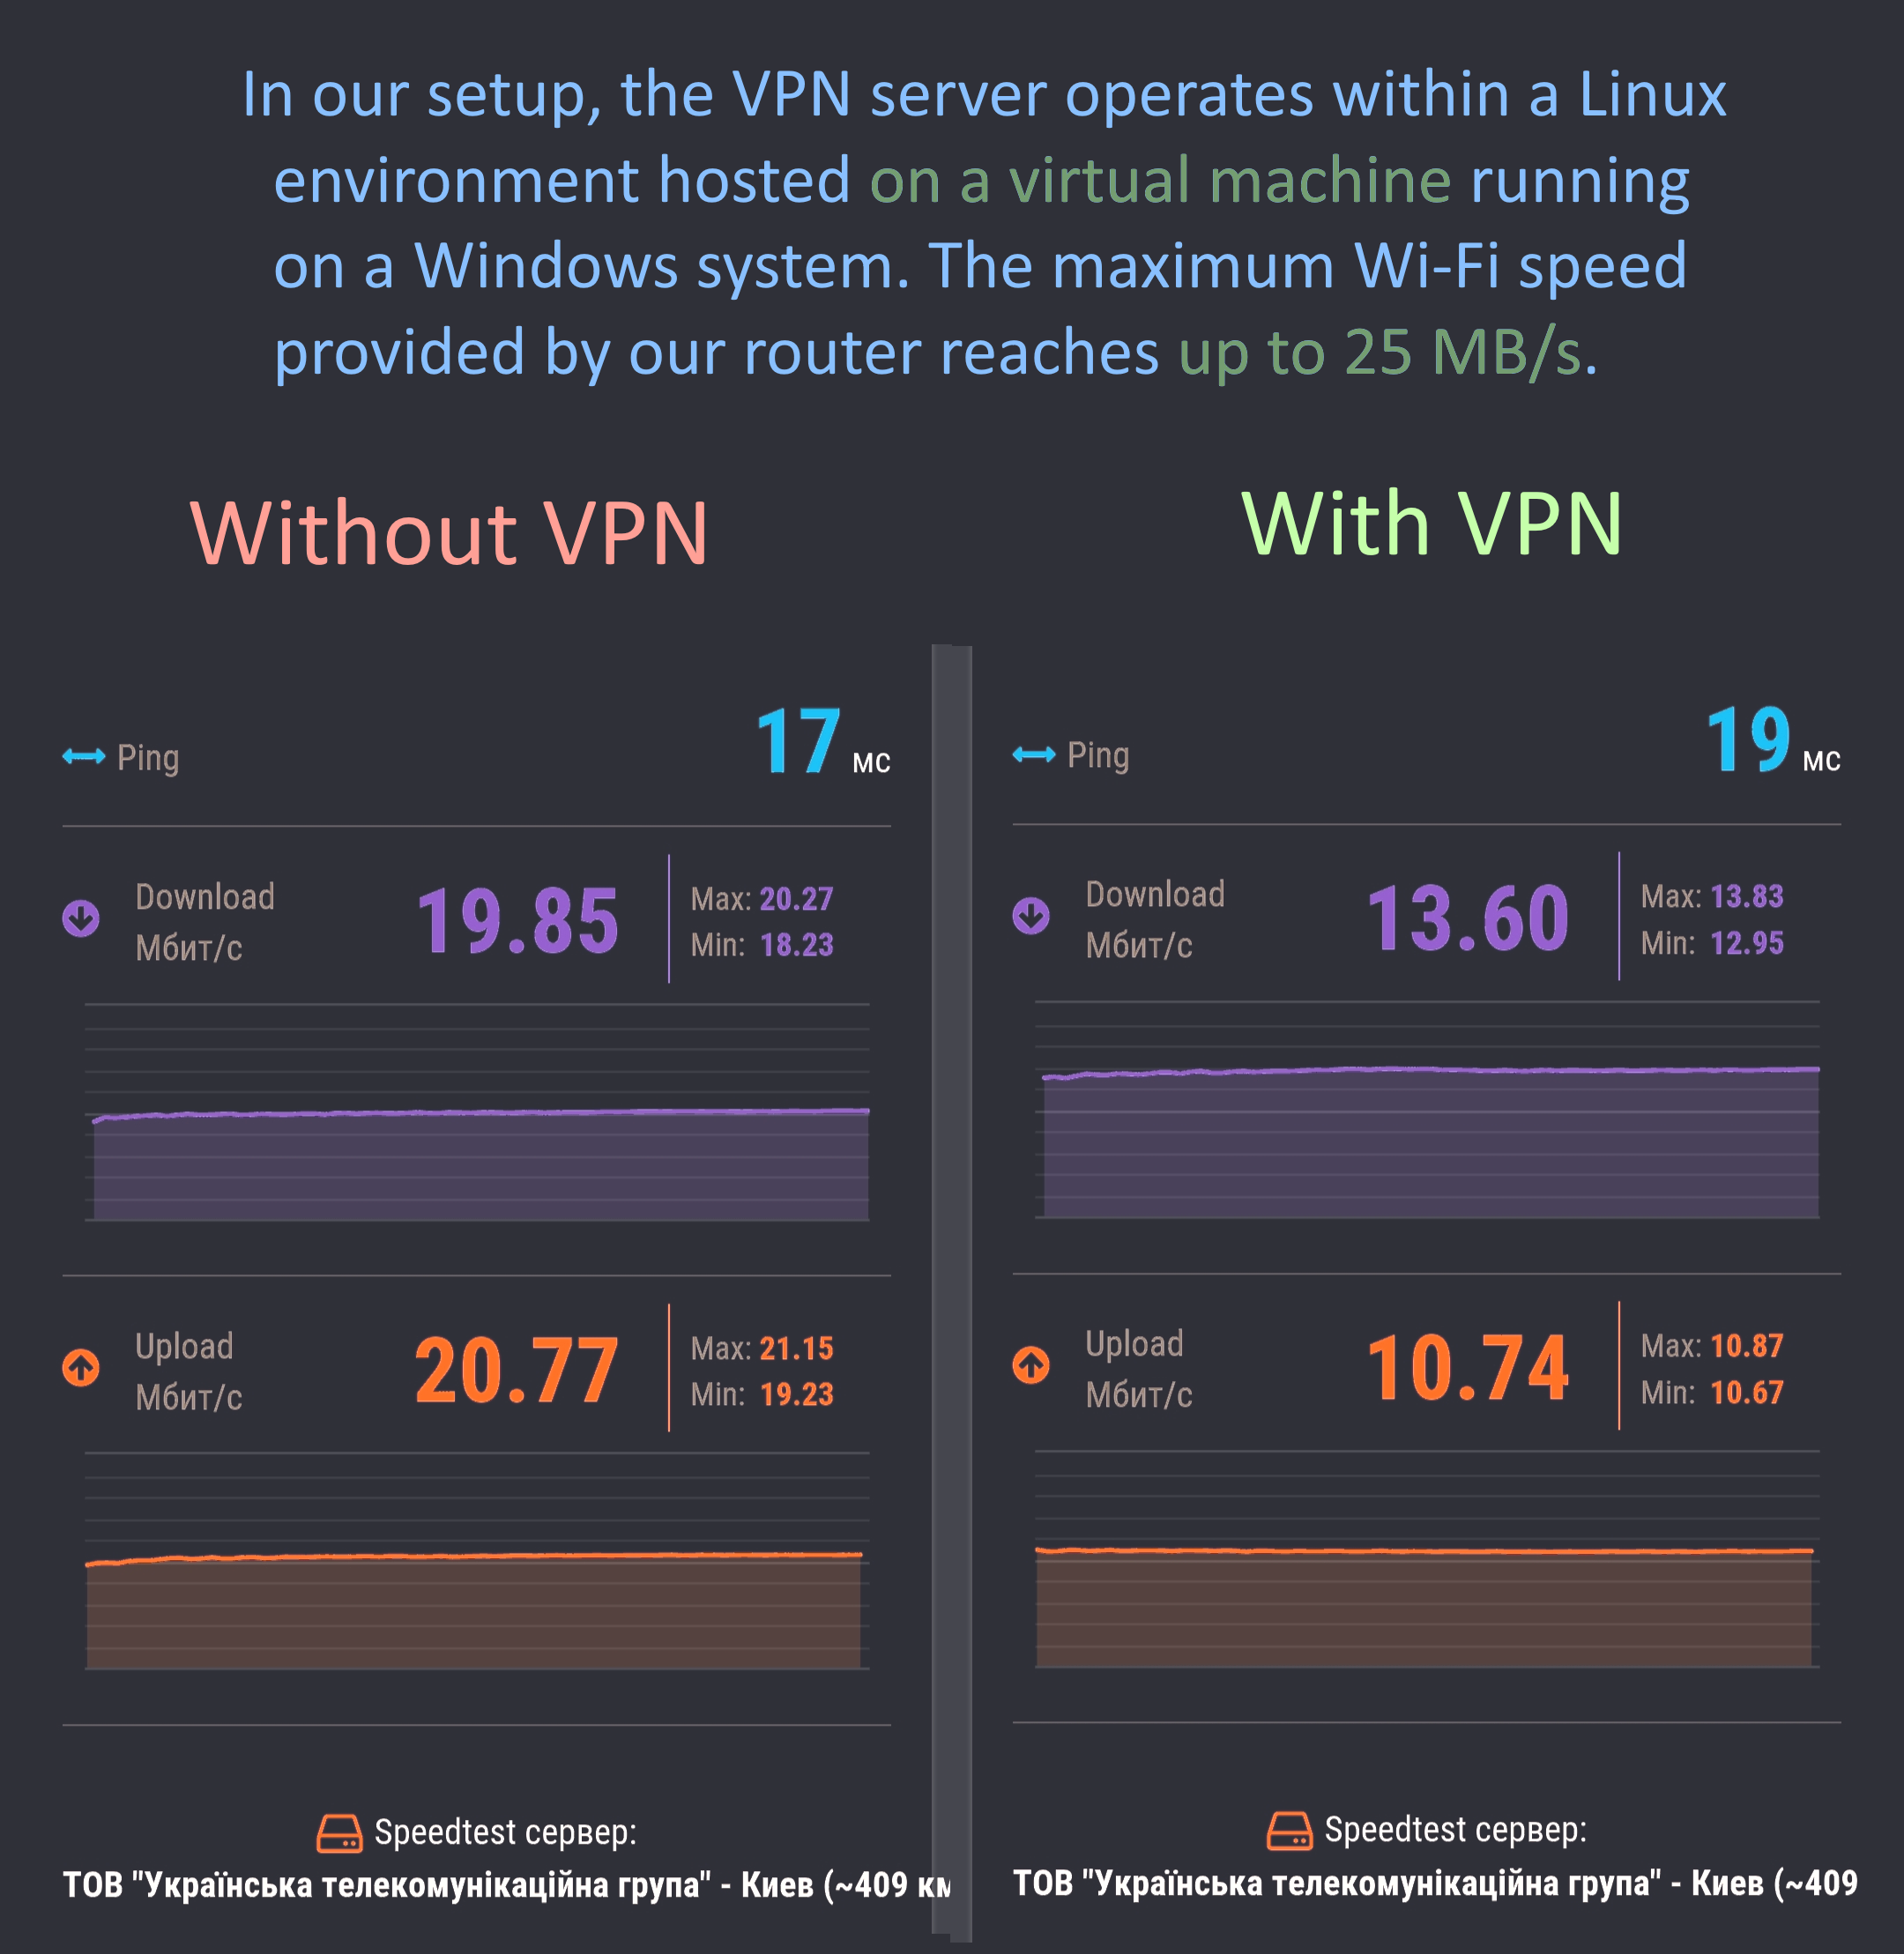 In our setup, the VPN server operates within a Linux
environment hosted on a virtual machine running
on a Windows system. The maximum Wi-Fi speed
provided by our router reaches up to 25 MB/s.
Without VPN
With VPN
Ping
17 мс
Download
Мбит/с
19.85
Max: 20.27
Min: 18.23
Upload
Мбит/с
20.77
Max: 21.15
Min: 19.23
Speedtest сервер:
ТОВ "Українська телекомунікаційна група" - Киев (~409 км
Ping
19 мс
Download
Мбит/с
13.60
Max: 13.83
Min: 12.95
Upload
Мбит/с
10.74
Max: 10.87
Min: 10.67
Speedtest сервер:
ТОВ "Українська телекомунікаційна група" - Киев (~409